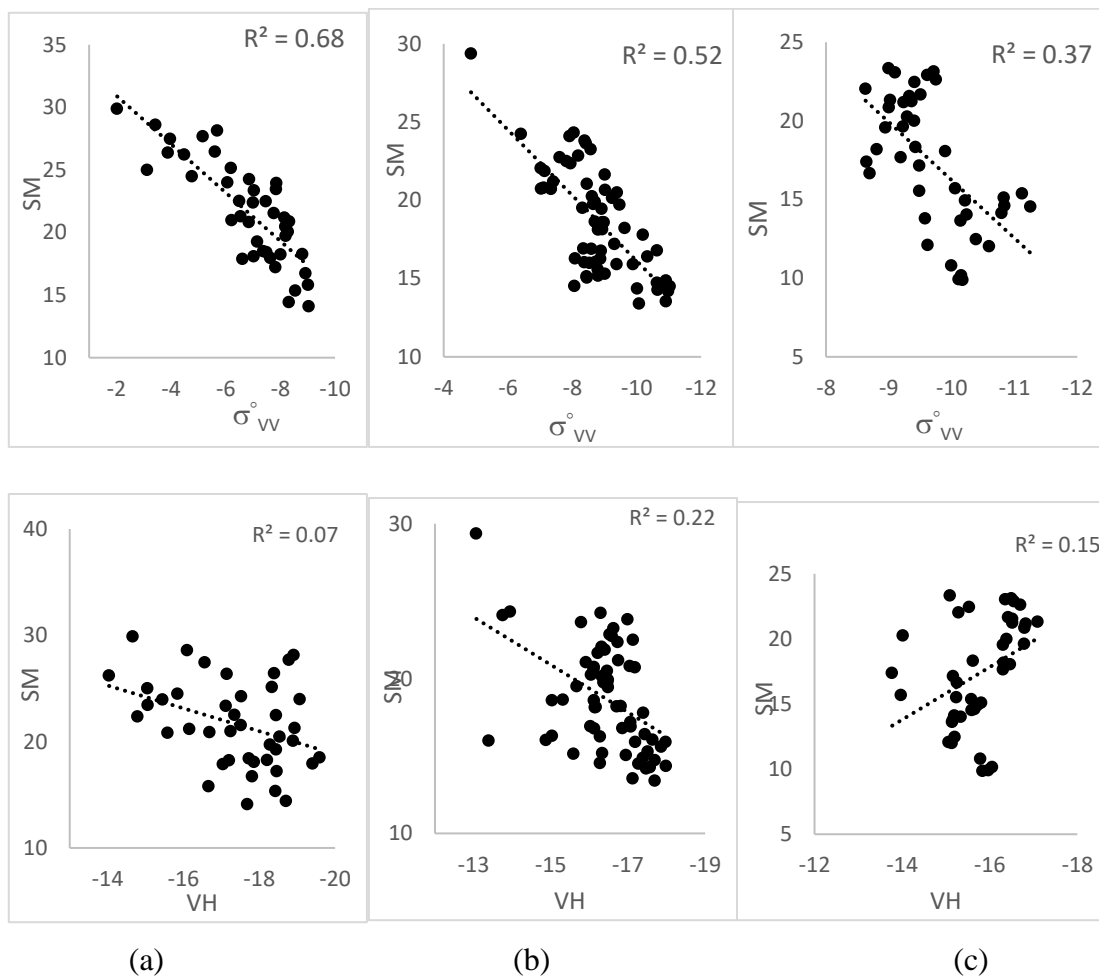 R² = 0.68
35
30
25
20
15
10
SM
-2 -4 -6 -8 -10
σ°VV
R² = 0.52
30
25
20
15
10
SM
-4 -6 -8 -10 -12
σ°VV
R² = 0.37
25
20
15
10
5
SM
-8 -9 -10 -11 -12
σ°VV
R² = 0.07
40
30
20
10
SM
-14 -16 -18 -20
VH
R² = 0.22
30
20
10
SM
-13 -15 -17 -19
VH
R² = 0.15
25
20
15
10
5
SM
-12 -14 -16 -18
VH
(a) (b) (c)